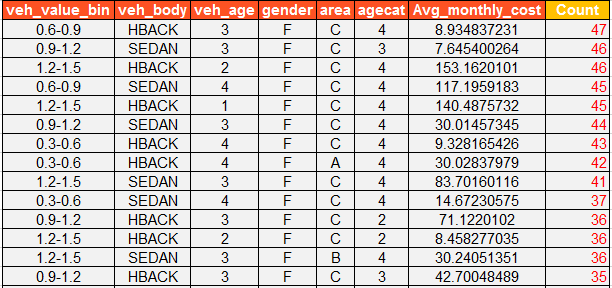 veh_value_bin veh_body veh_age gender area agecat Avg_monthly_cost Count
0.6-0.9 HBACK 3 F C 4 8.934837231 47
0.9-1.2 SEDAN 3 F C 3 7.645400264 46
1.2-1.5 HBACK 2 F C 4 153.1620101 46
0.6-0.9 SEDAN 4 F C 4 117.1959183 45
1.2-1.5 HBACK 1 F C 4 140.4875732 45
0.9-1.2 SEDAN 3 F C 4 30.01457345 44
0.3-0.6 HBACK 4 F C 4 9.328165426 43
0.3-0.6 HBACK 4 F A 4 30.02837979 42
1.2-1.5 SEDAN 3 F C 4 83.70160116 41
0.3-0.6 SEDAN 4 F C 4 14.67230575 37
0.9-1.2 HBACK 3 F C 2 71.1220102 36
1.2-1.5 HBACK 2 F C 2 8.458277035 36
1.2-1.5 SEDAN 3 F B 4 30.24051351 36
0.9-1.2 HBACK 3 F C 3 42.70048489 35